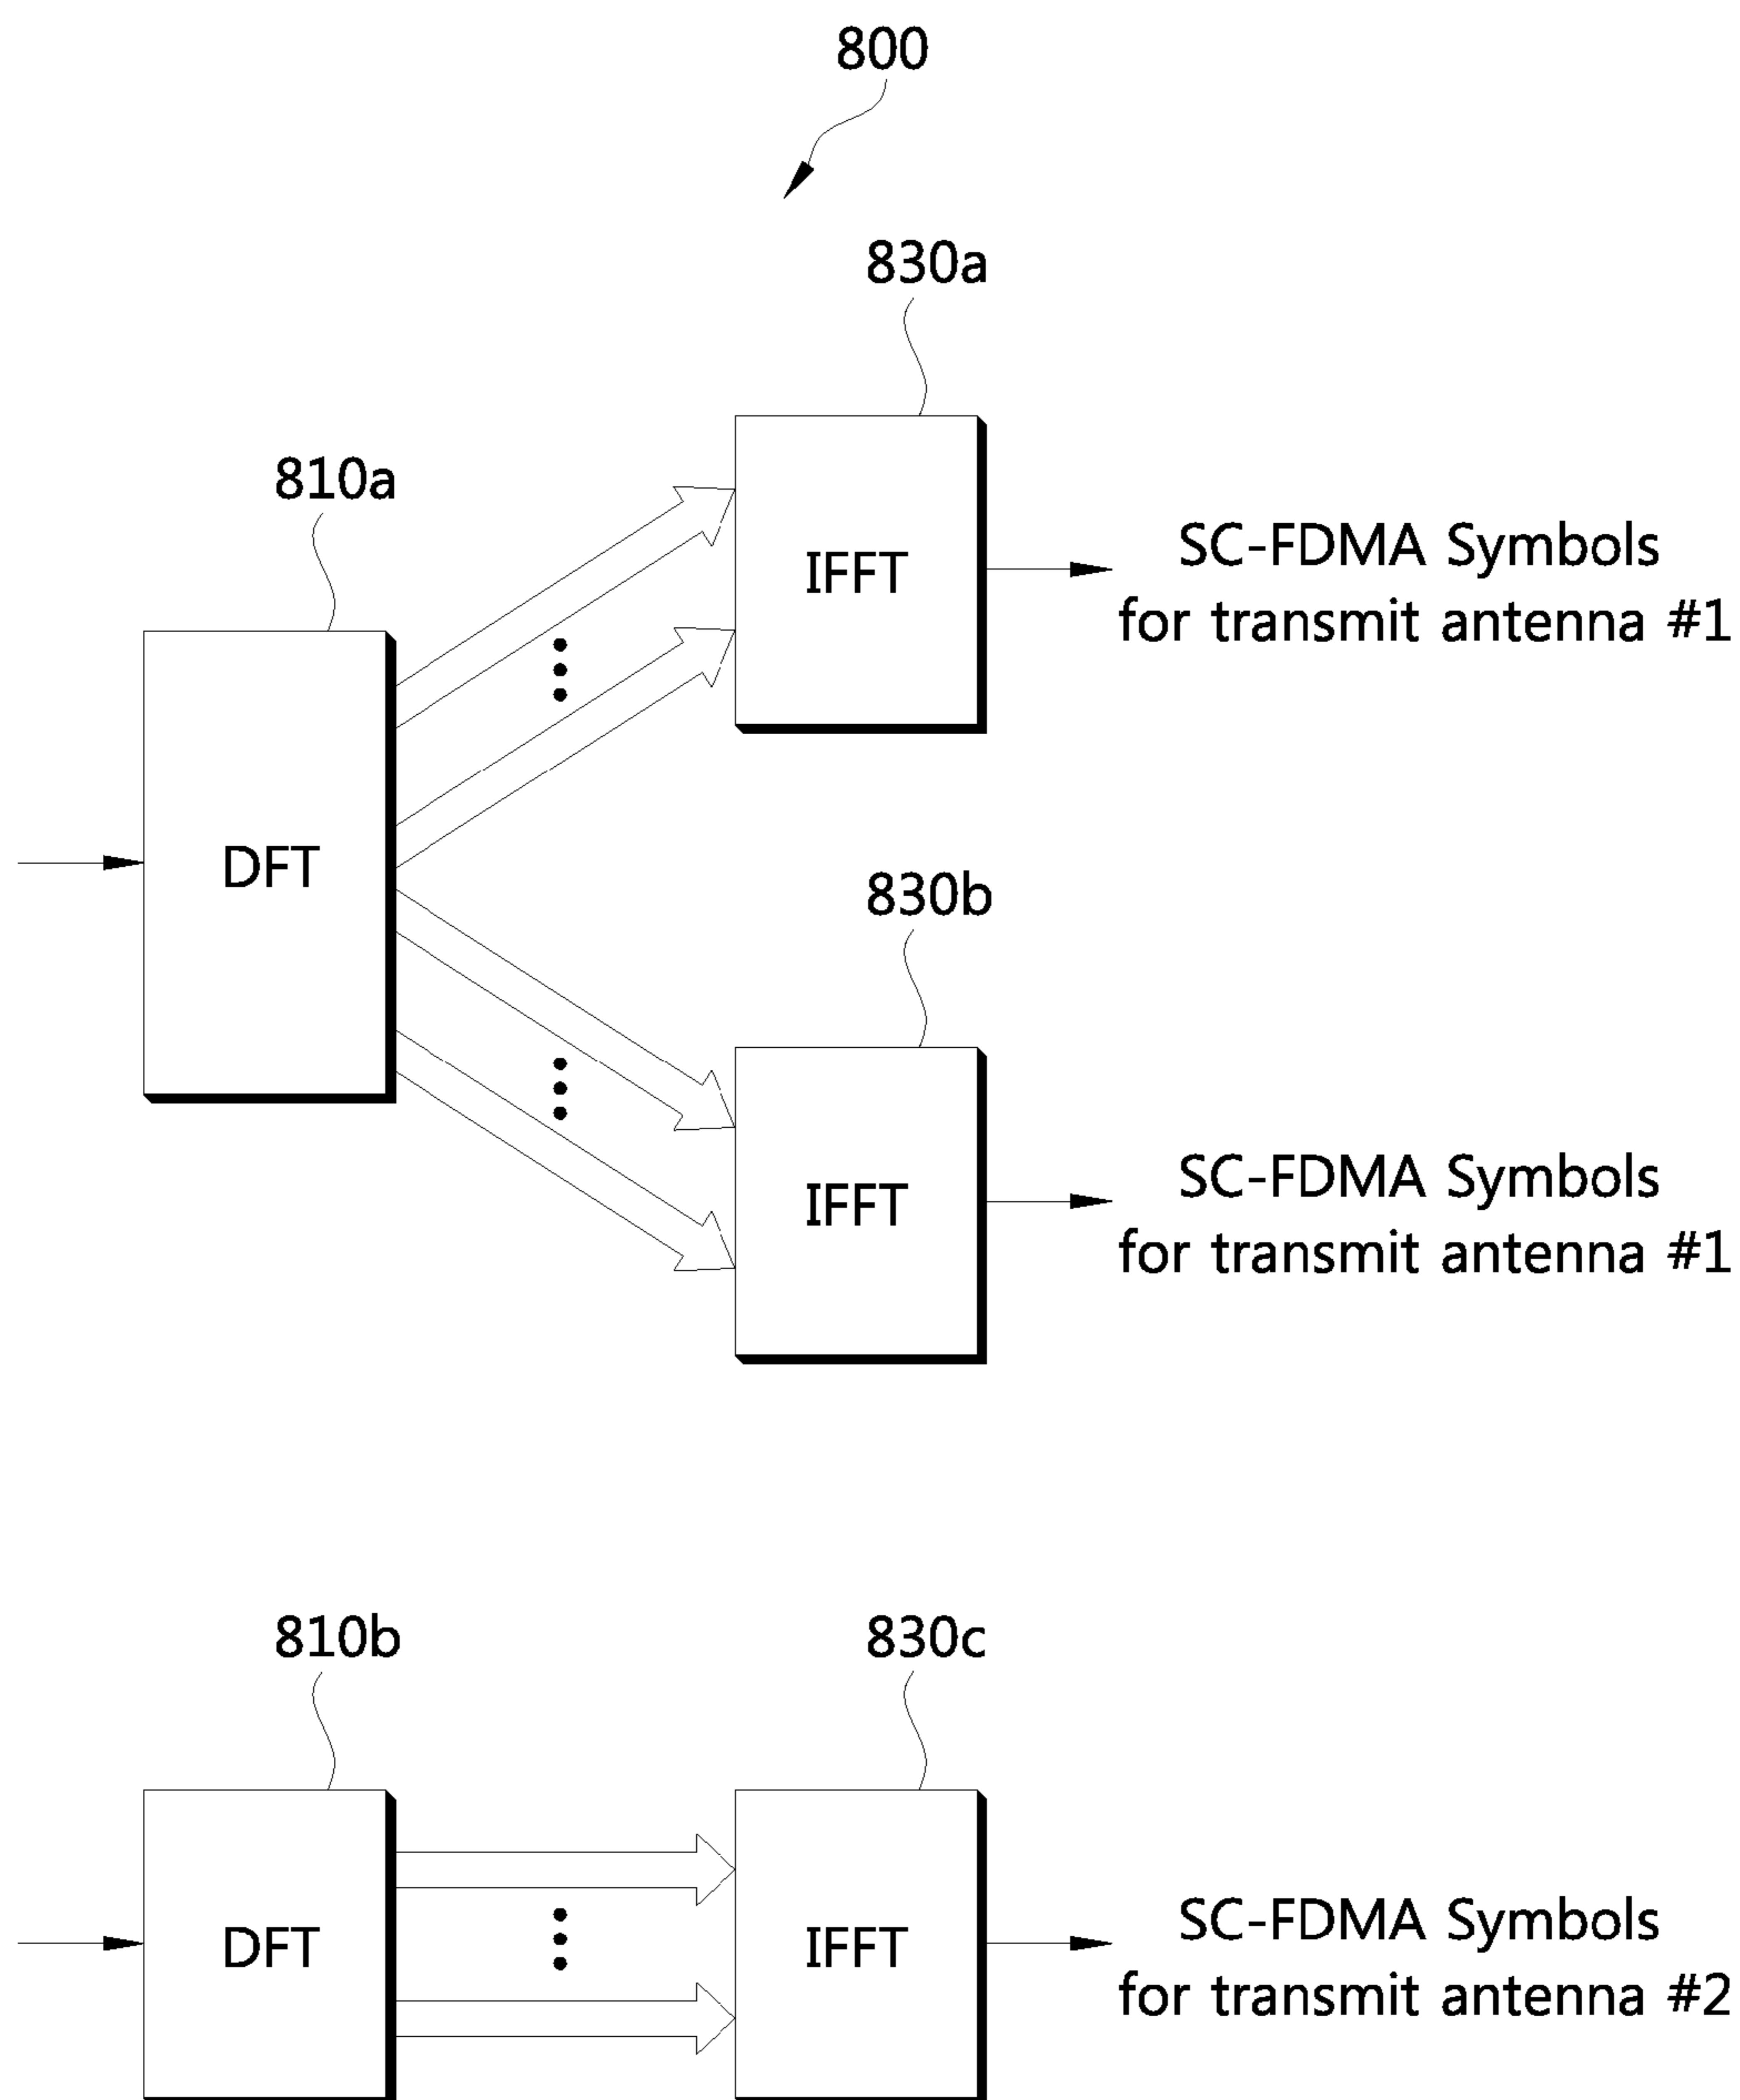 800
830a
810a
IFFT
SC-FDMA Symbols
for transmit antenna #1
DFT
830b
IFFT
SC-FDMA Symbols
for transmit antenna #1
810b
830c
DFT
IFFT
SC-FDMA Symbols
for transmit antenna #2